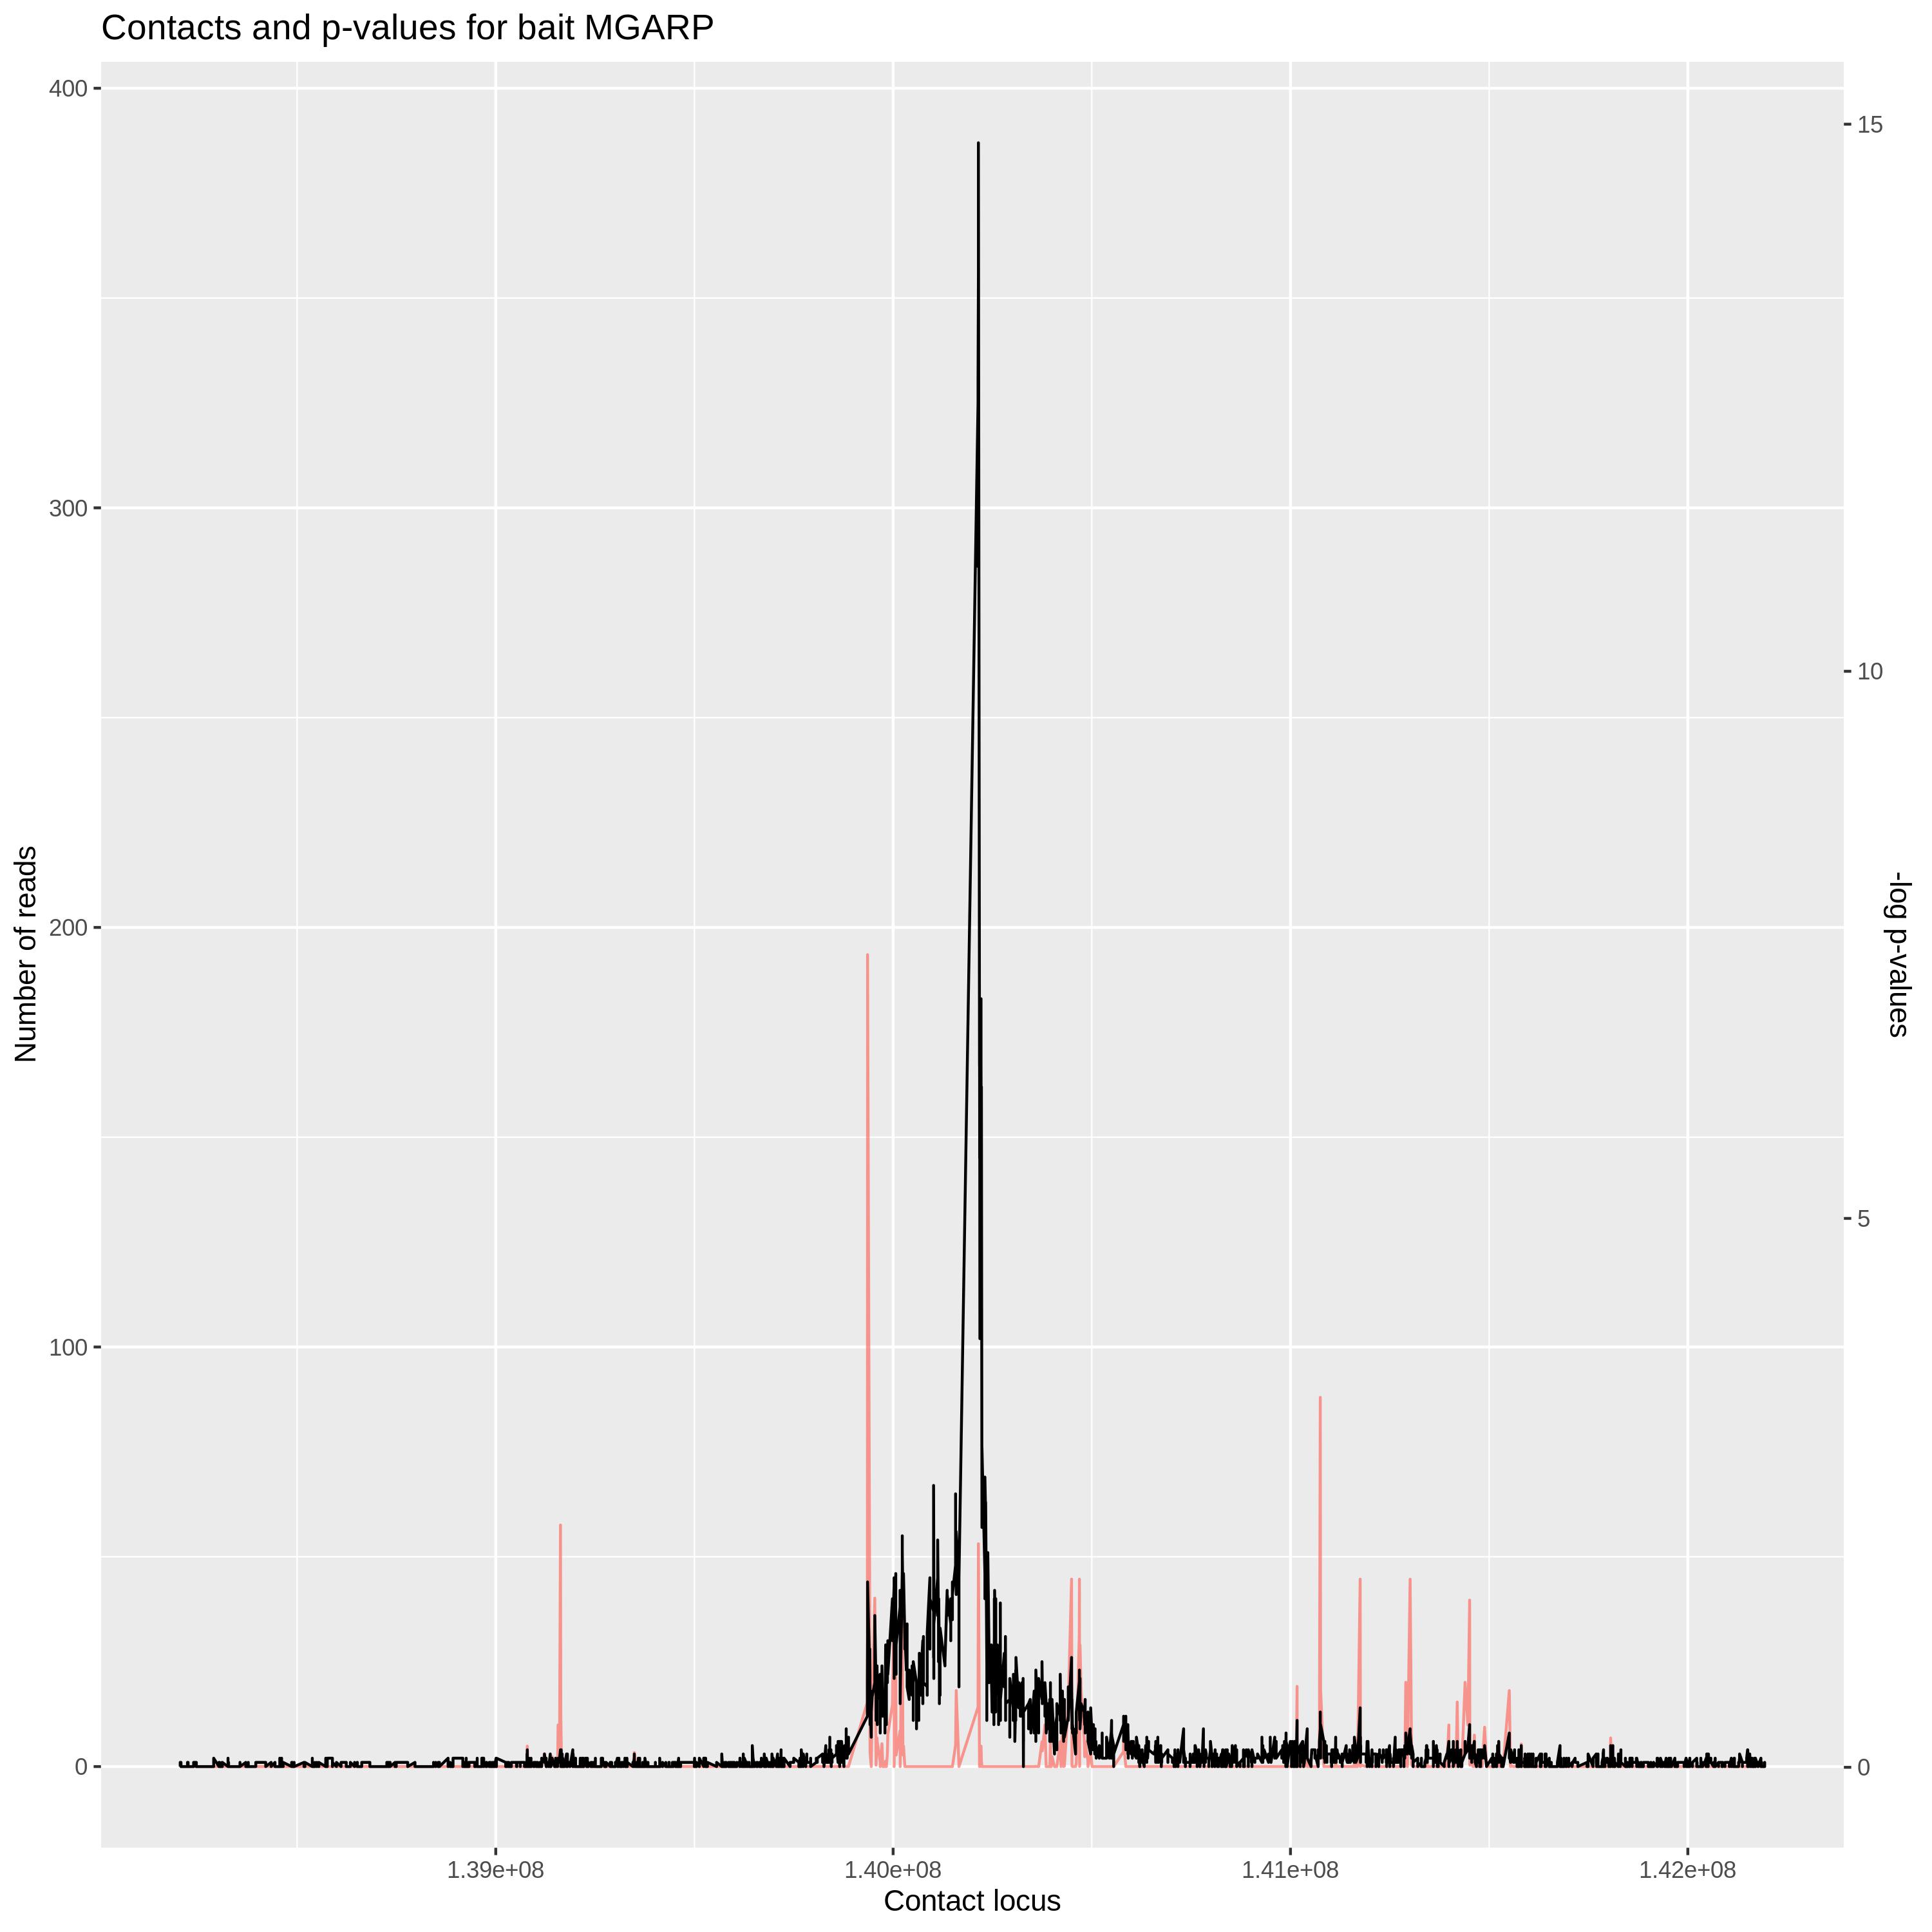 Contacts and p-values for bait MGARP
400
300
200
100
0
Number of reads
15
10
5
0
-log p-values
1.39e+08
1.40e+08
1.41e+08
1.42e+08
Contact locus